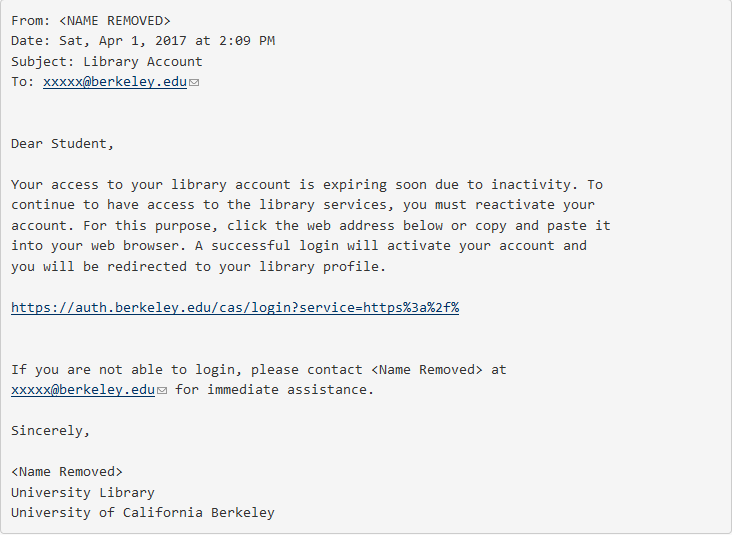 From: <NAME REMOVED>
Date: Sat, Apr 1, 2017 at 2:09 PM
Subject: Library Account
To: xxxxx@berkeley.edu
Dear Student,
Your access to your library account is expiring soon due to inactivity. To
continue to have access to the library services, you must reactivate your
account. For this purpose, click the web address below or copy and paste it
into your web browser. A successful login will activate your account and
you will be redirected to your library profile.
https://auth.berkeley.edu/cas/login?service=https%3a%2f%
If you are not able to login, please contact <Name Removed> at
xxxxx@berkeley.edu for immediate assistance.
Sincerely,
<Name Removed>
University Library
University of California Berkeley